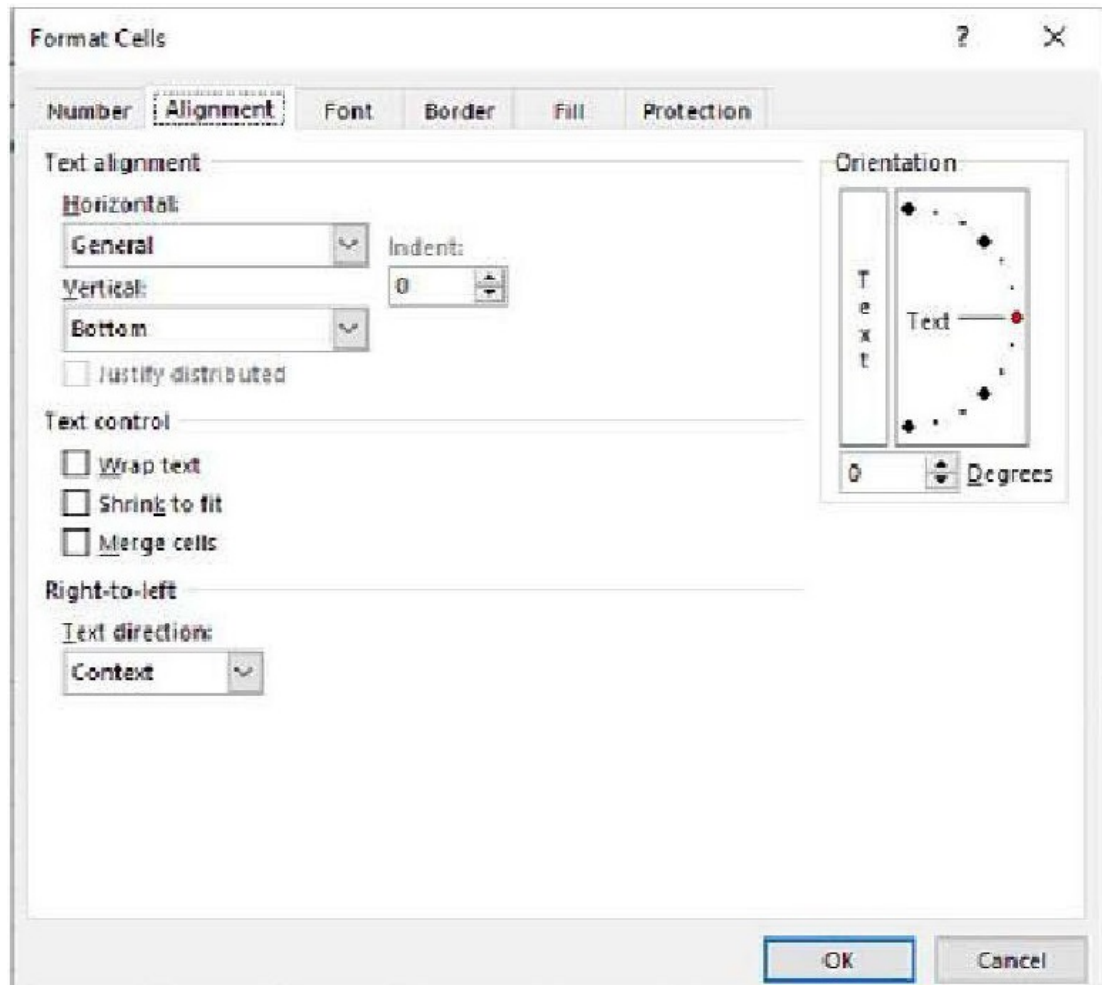 Format Cells
?
Number Alignment Font Border Fill Protection
Text alignment
Horizontal:
General
Indent:
0
Vertical:
Bottom
Justify distributed
Text control
Wrap text
Shrink to fit
Merge cells
Right-to-left
Text direction:
Context
Orientation
Text
Text
0 Degrees
OK Cancel